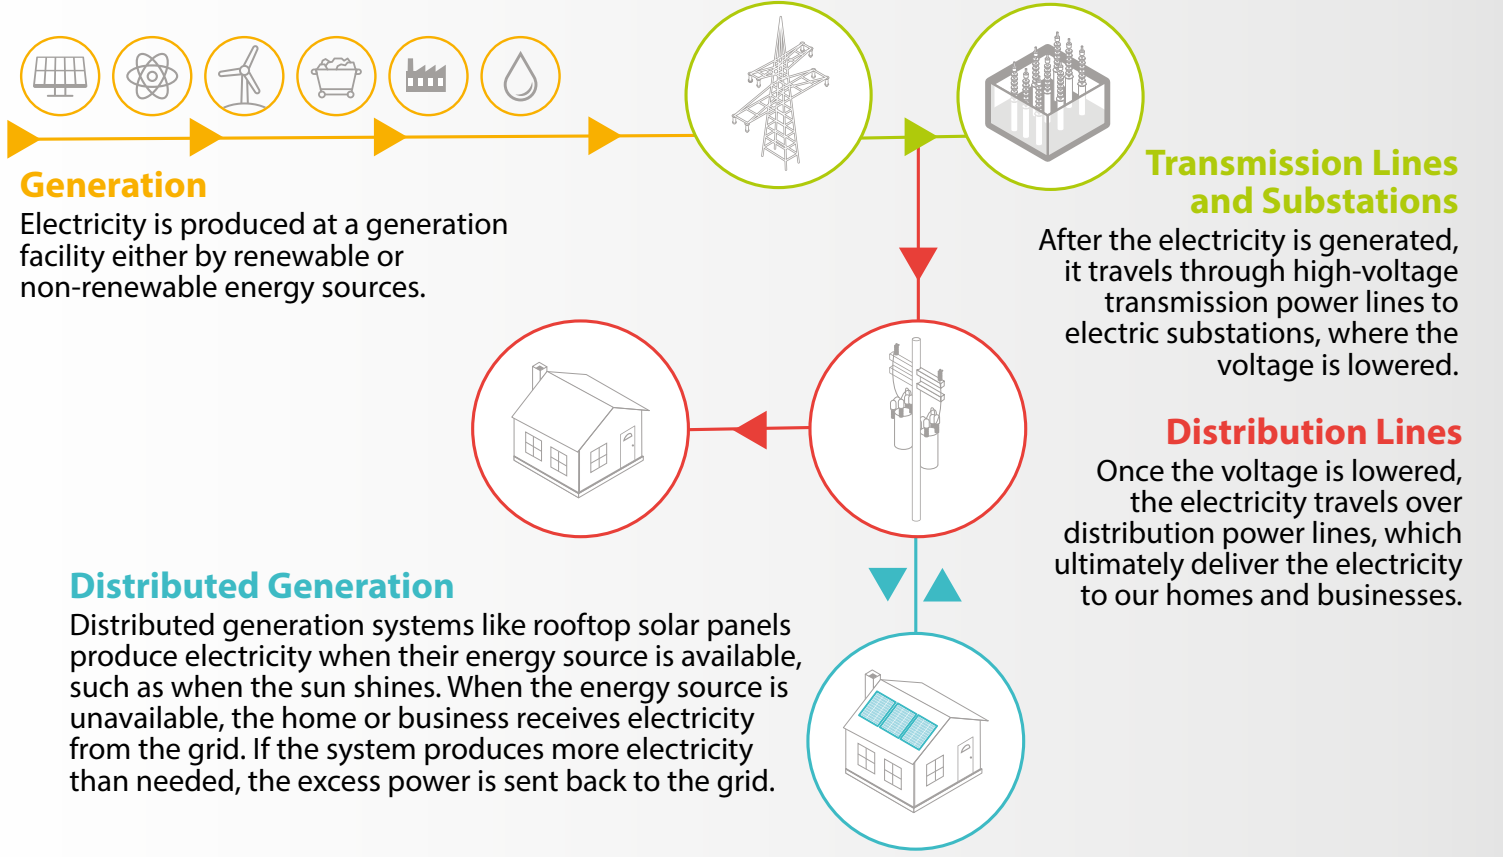 Generation
Electricity is produced at a generation
facility either by renewable or
non-renewable energy sources.
Transmission Lines
and Substations
After the electricity is generated,
it travels through high-voltage
transmission power lines to
electric substations, where the
voltage is lowered.
Distribution Lines
Once the voltage is lowered,
the electricity travels over
distribution power lines, which
ultimately deliver the electricity
to our homes and businesses.
Distributed Generation
Distributed generation systems like rooftop solar panels
produce electricity when their energy source is available,
such as when the sun shines. When the energy source is
unavailable, the home or business receives electricity
from the grid. If the system produces more electricity
than needed, the excess power is sent back to the grid.